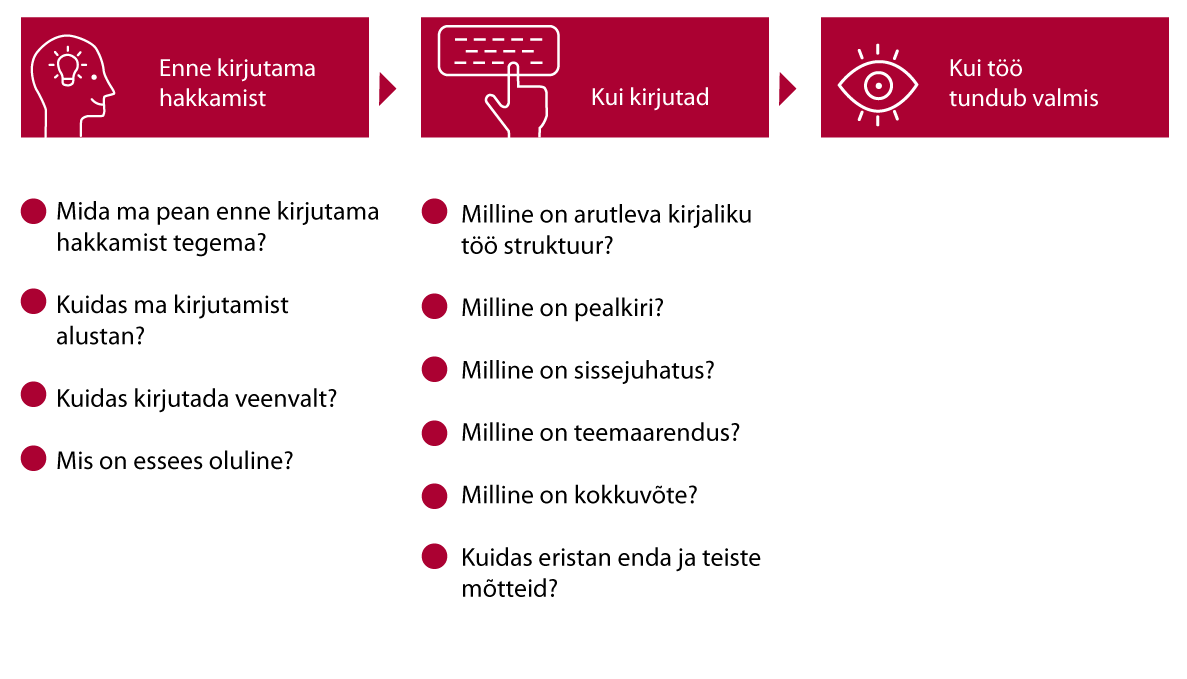 Enne kirjutama
hakkamist
Kui kirjutad
Kui töö
tundub valmis
Mida ma pean enne kirjutama
hakkamist tegema?
Kuidas ma kirjutamist
alustan?
Kuidas kirjutada veenvalt?
Mis on essees oluline?
Milline on arutleva kirjaliku
töö struktuur?
Milline on pealkiri?
Milline on sissejuhatus?
Milline on teemaarendus?
Milline on kokkuvõte?
Kuidas eristan enda ja teiste
mõtteid?